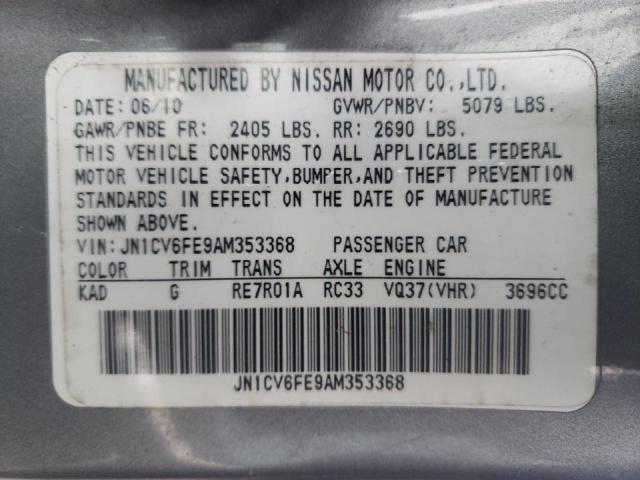 MANUFACTURED BY NISSAN MOTOR CO.,LTD.
DATE: 06/10 GVWR/PNBV: 5079 LBS.
GAWR/PNBE FR: 2405 LBS. RR: 2690 LBS.
THIS VEHICLE CONFORMS TO ALL APPLICABLE FEDERAL
MOTOR VEHICLE SAFETY,BUMPER,AND THEFT PREVENTION
STANDARDS IN EFFECT ON THE DATE OF MANUFACTURE
SHOWN ABOVE.
VIN:JN1CV6FE9AM353368 PASSENGER CAR
COLOR TRIM TRANS AXLE ENGINE
KAD G RE7R01A RC33 VQ37(VHR) 3696CC
JN1CV6FE9AM353368